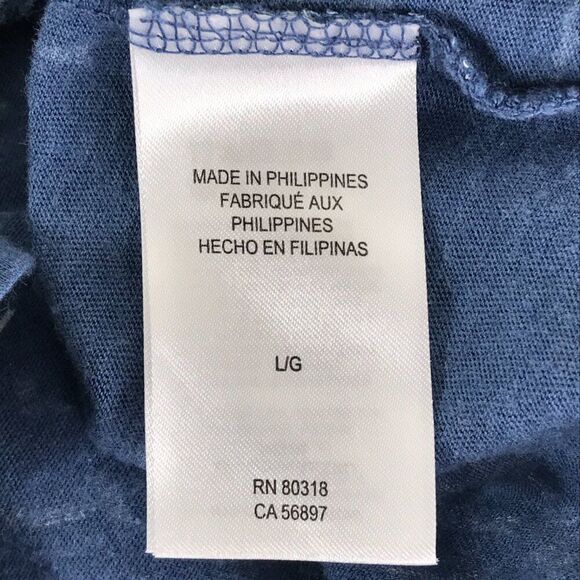 MADE IN PHILIPPINES
FABRIQUÉ AUX
PHILIPPINES
HECHO EN FILIPINAS
L/G
RN 80318
CA 56897